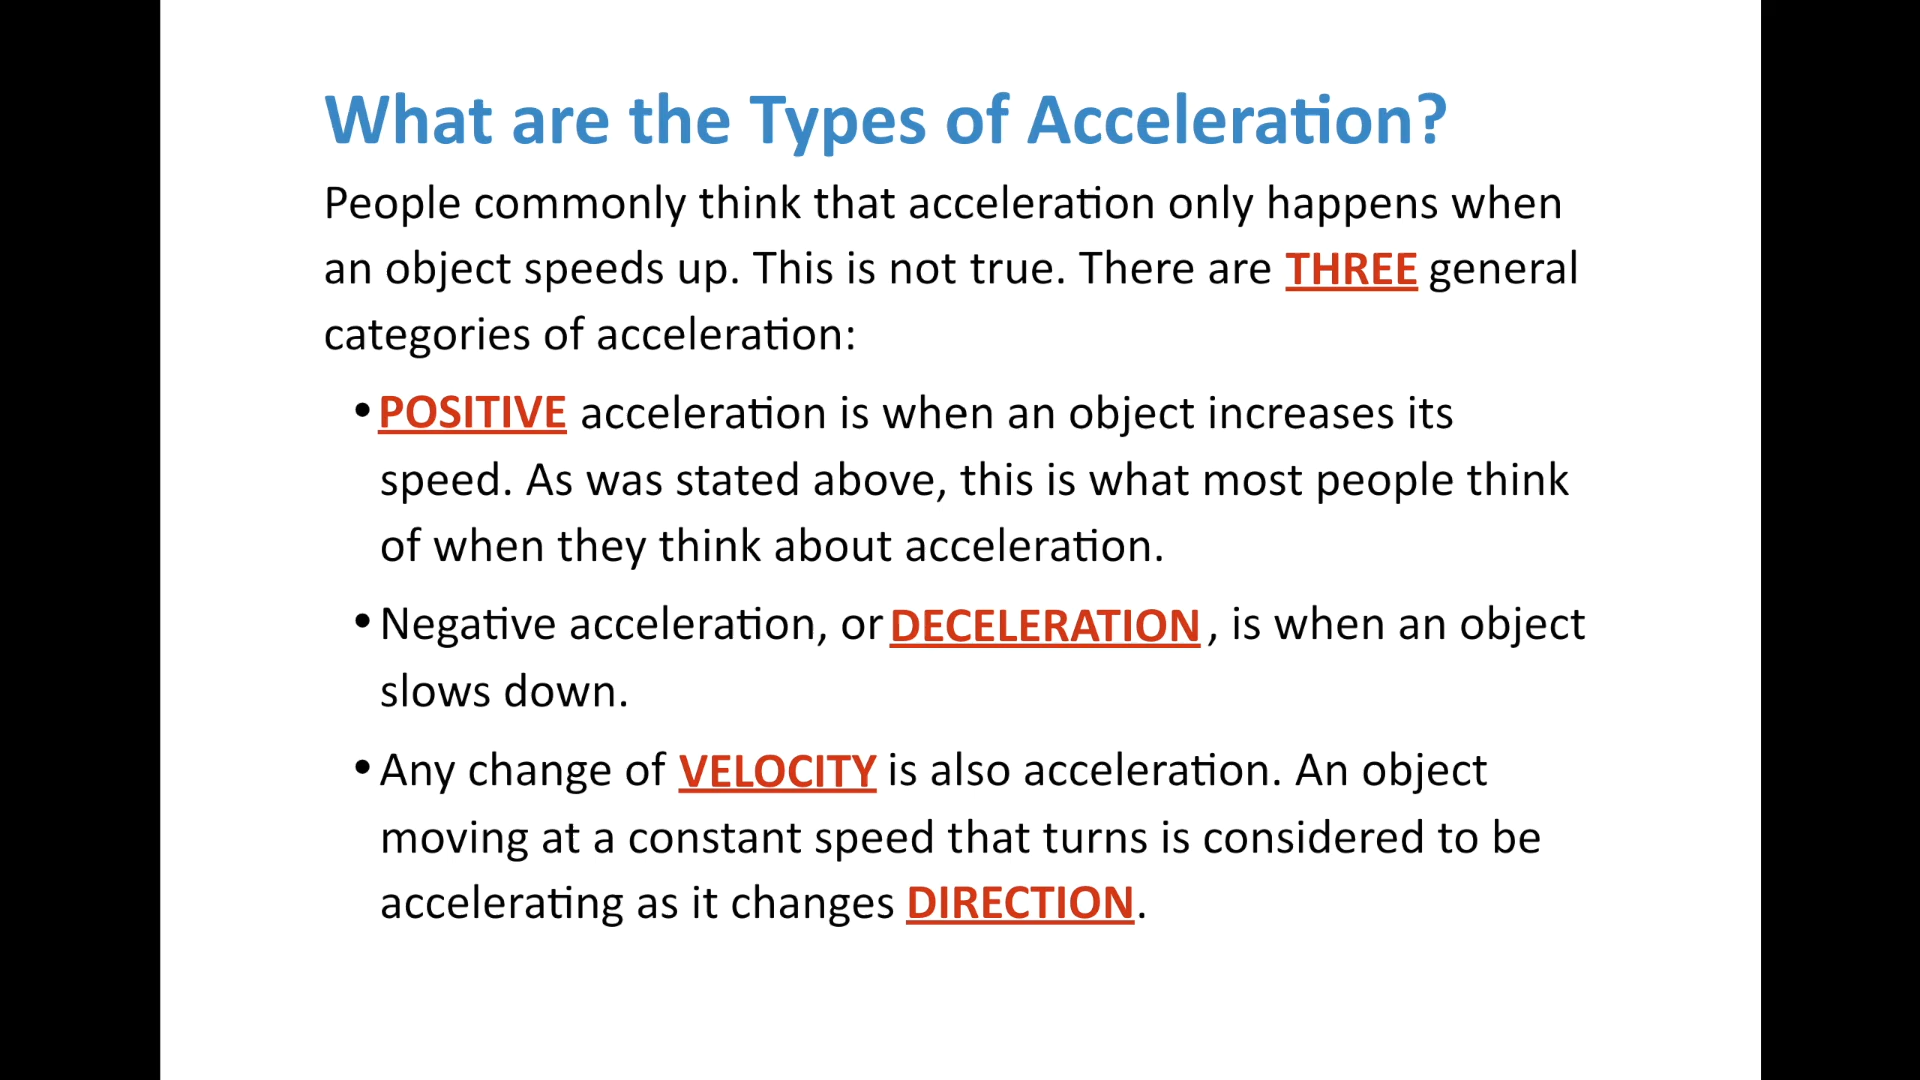 What are the Types of Acceleration?
People commonly think that acceleration only happens when
an object speeds up. This is not true. There are THREE general
categories of acceleration:
•POSITIVE acceleration is when an object increases its
speed. As was stated above, this is what most people think
of when they think about acceleration.
•Negative acceleration, or DECELERATION, is when an object
slows down.
•Any change of VELOCITY is also acceleration. An object
moving at a constant speed that turns is considered to be
accelerating as it changes DIRECTION.